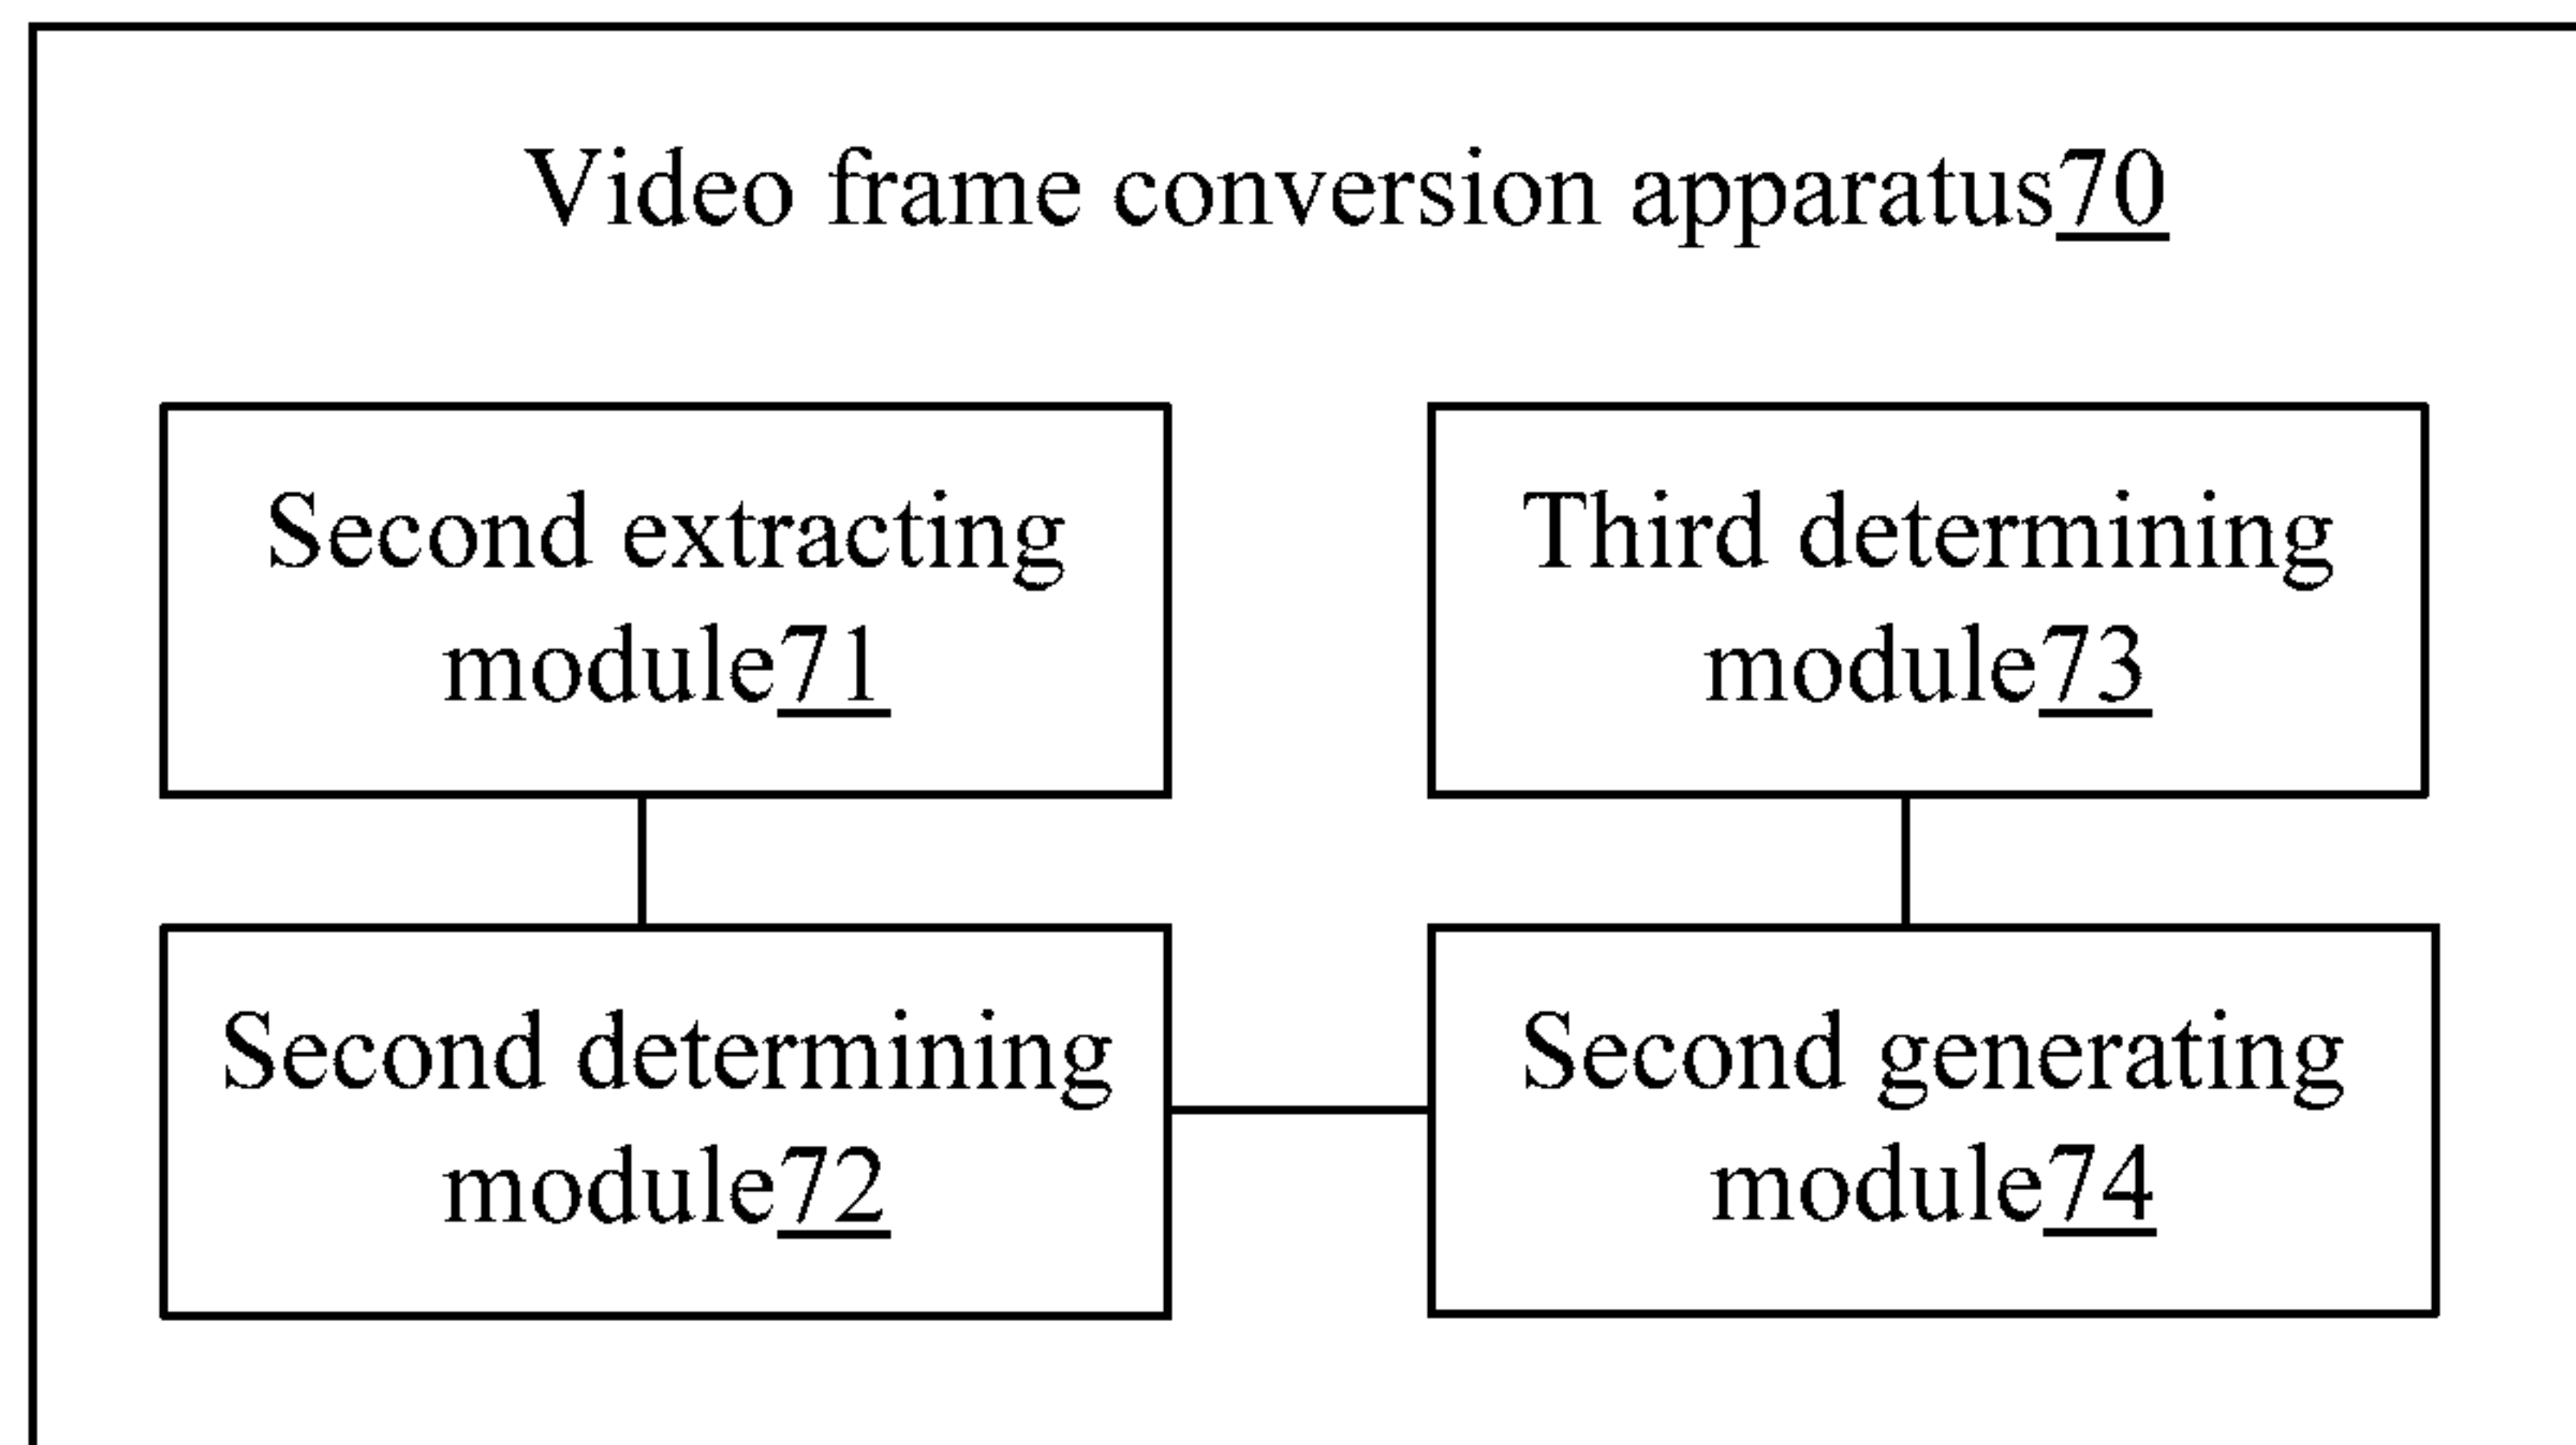 Video frame conversion apparatus70
Second extracting
module71
Third determining
module73
Second determining
module72
Second generating
module74